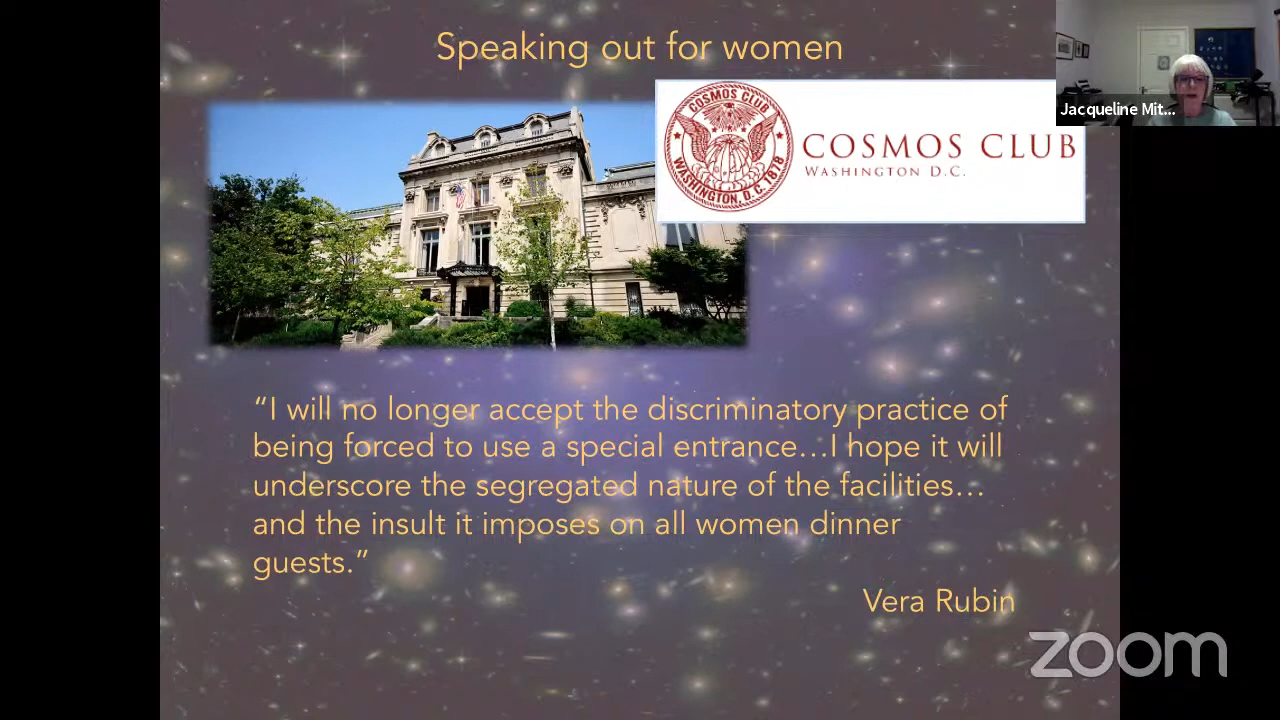 Speaking out for women
Jacqueline Mit...
COSMOS CLUB
WASHINGTON, D.C. 1878
COSMOS CLUB
WASHINGTON D.C.
“I will no longer accept the discriminatory practice of
being forced to use a special entrance…I hope it will
underscore the segregated nature of the facilities…
and the insult it imposes on all women dinner
guests.”
Vera Rubin
zoom